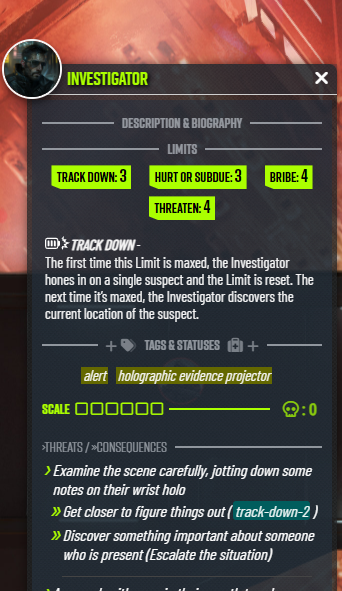 INVESTIGATOR
DESCRIPTION & BIOGRAPHY
LIMITS
TRACK DOWN: 3 HURT OR SUBDUE: 3 BRIBE: 4
THREATEN: 4
TRACK DOWN -
The first time this Limit is maxed, the Investigator
hones in on a single suspect and the Limit is reset. The
next time it's maxed, the Investigator discovers the
current location of the suspect.
+ TAGS & STATUSES +
alert holographic evidence projector
SCALE : 0
›THREATS / »CONSEQUENCES
› Examine the scene carefully, jotting down some
notes on their wrist holo
» Get closer to figure things out ( track-down-2 )
» Discover something important about someone
who is present (Escalate the situation)